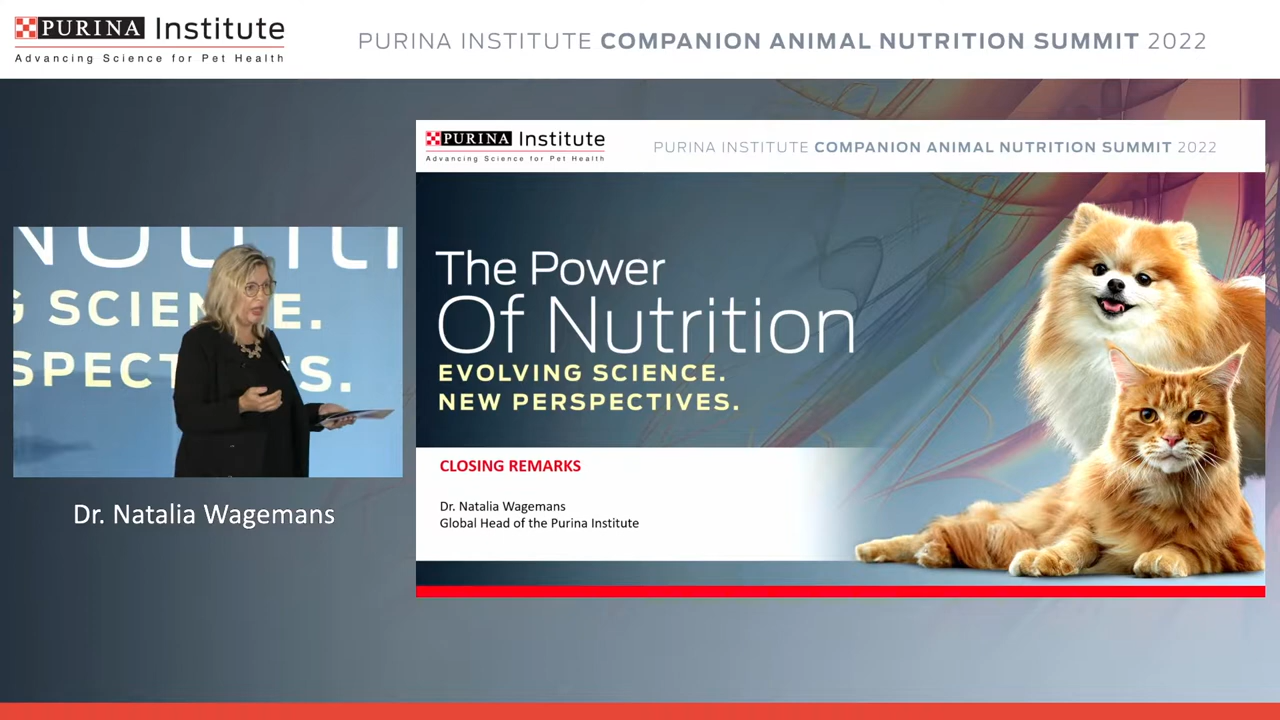 PURINA Institute
Advancing Science for Pet Health
PURINA INSTITUTE COMPANION ANIMAL NUTRITION SUMMIT 2022
PURINA Institute
Advancing Science for Pet Health
PURINA INSTITUTE COMPANION ANIMAL NUTRITION SUMMIT 2022
The Power
Of Nutrition
EVOLVING SCIENCE.
NEW PERSPECTIVES.
CLOSING REMARKS
Dr. Natalia Wagemans
Global Head of the Purina Institute
Dr. Natalia Wagemans